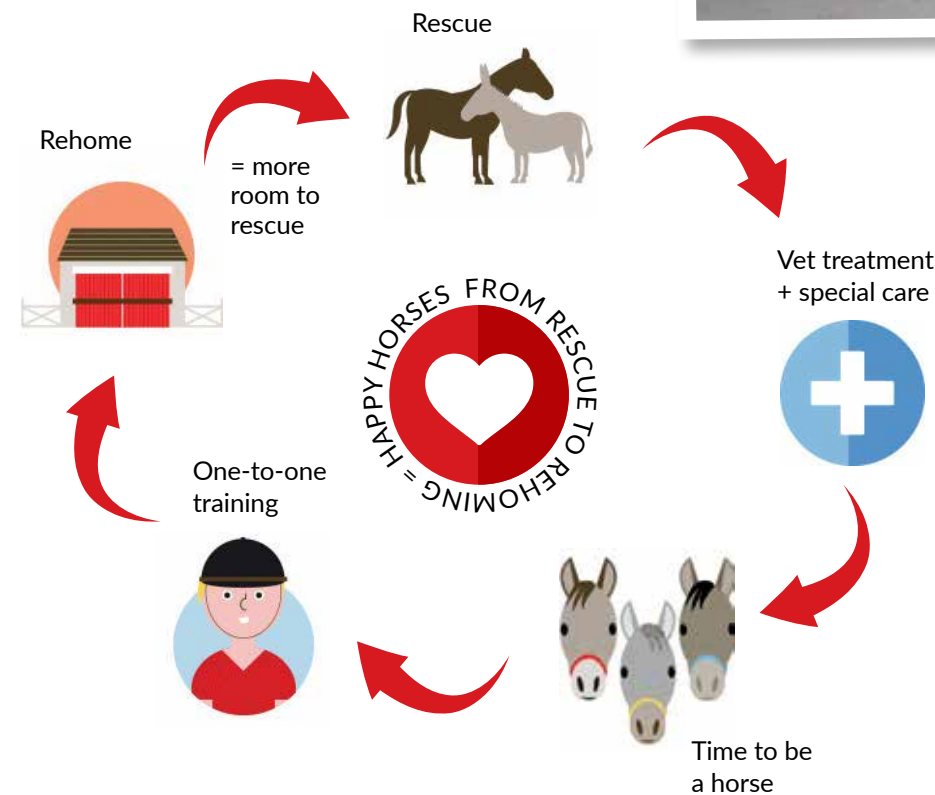 Rescue
Rehome
= more
room to
rescue
Vet treatment
+ special care
HAPPY HORSES FROM RESCUE TO REHOMING =
One-to-one
training
Time to be
a horse